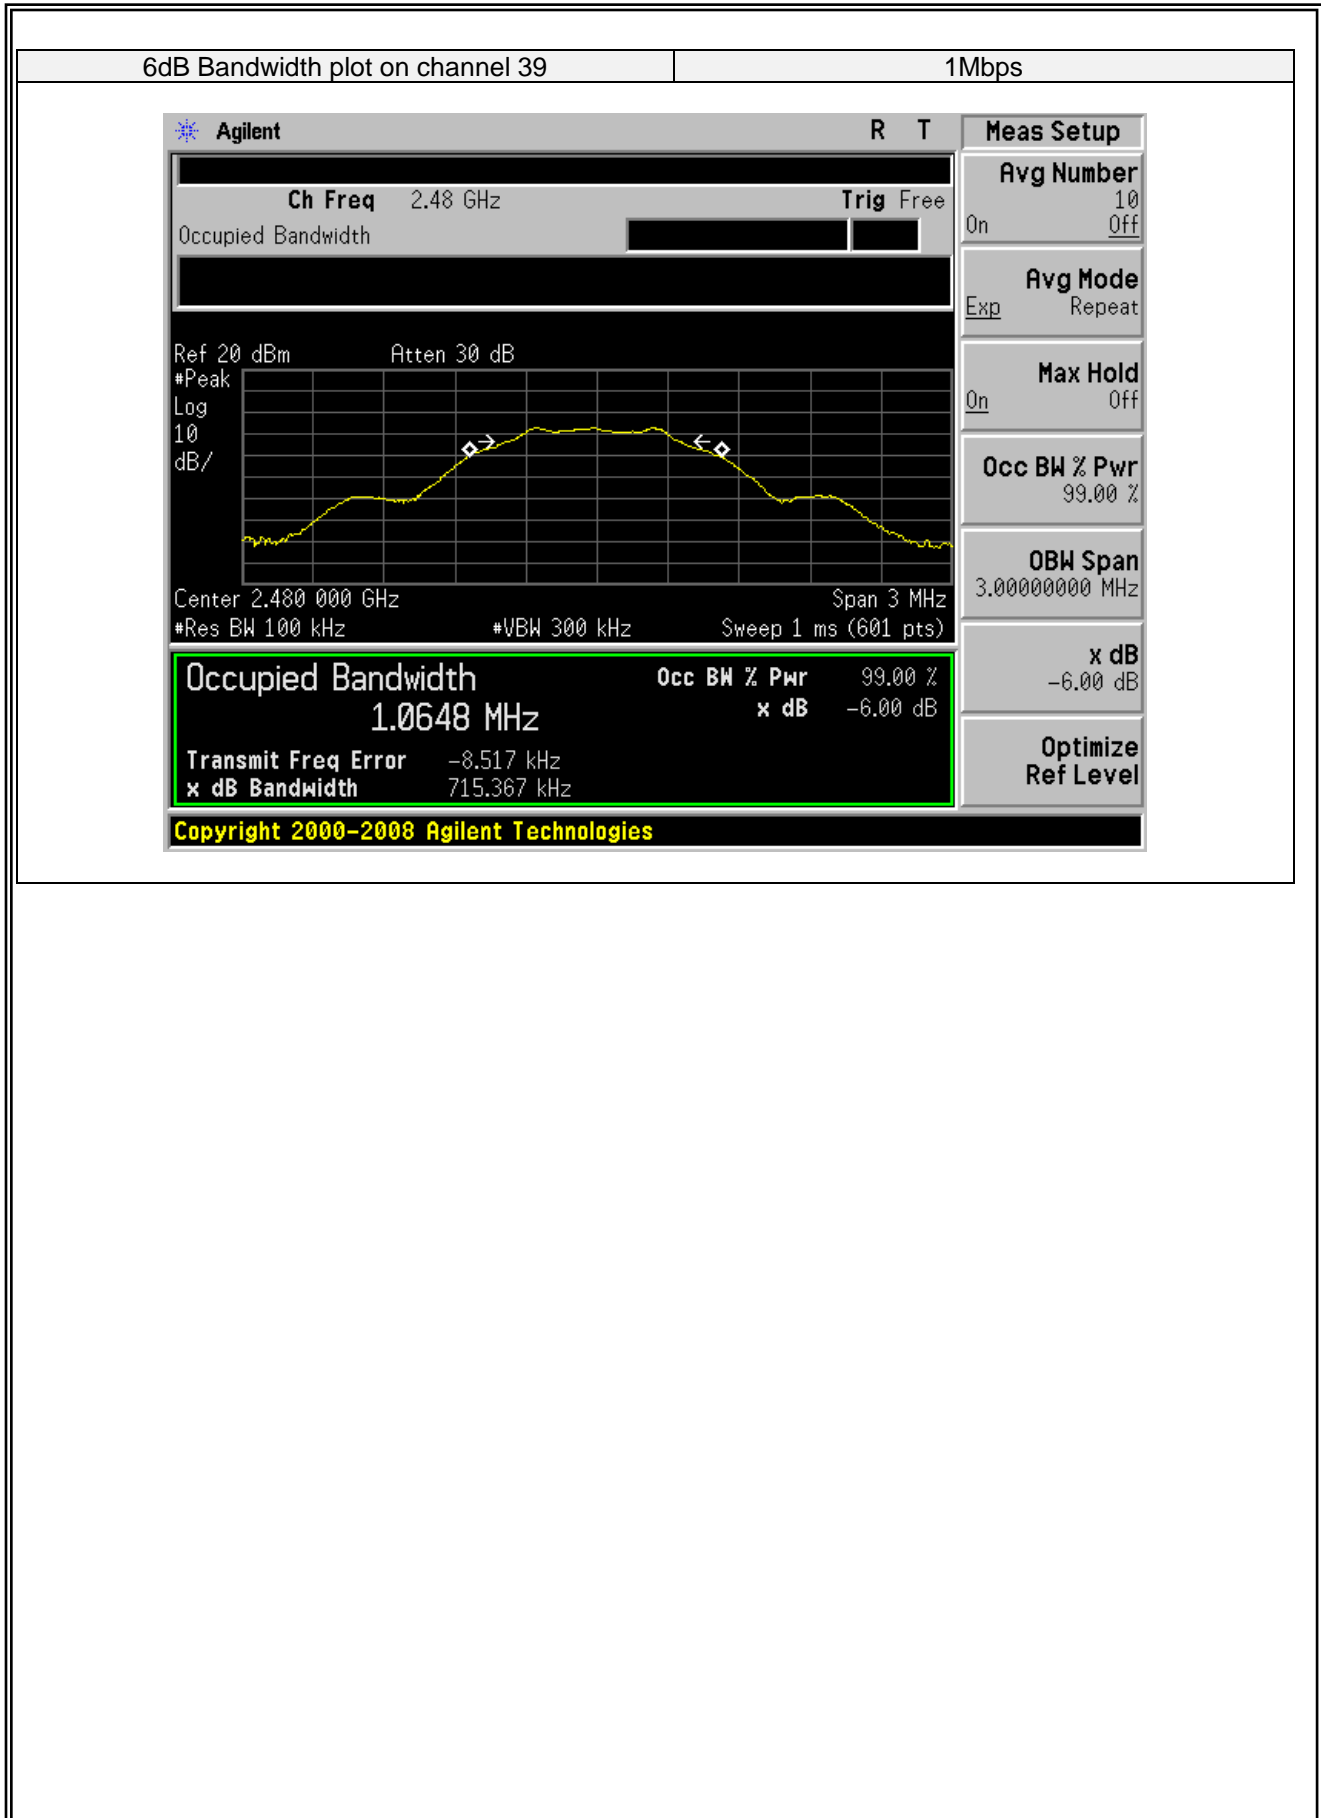 6dB Bandwidth plot on channel 39 1Mbps
Agilent R T Meas Setup
Ch Freq 2.48 GHz Trig Free
Occupied Bandwidth
Avg Number
10
On Off
Avg Mode
Exp Repeat
Max Hold
On Off
Occ BW % Pwr
99.00 %
OBW Span
3.00000000 MHz
x dB
-6.00 dB
Optimize
Ref Level
Ref 20 dBm Atten 30 dB
#Peak
Log
10
dB/
Center 2.480 000 GHz Span 3 MHz
#Res BW 100 kHz #VBW 300 kHz Sweep 1 ms (601 pts)
Occupied Bandwidth Occ BW % Pwr 99.00 %
1.0648 MHz x dB -6.00 dB
Transmit Freq Error -8.517 kHz
x dB Bandwidth 715.367 kHz
Copyright 2000-2008 Agilent Technologies